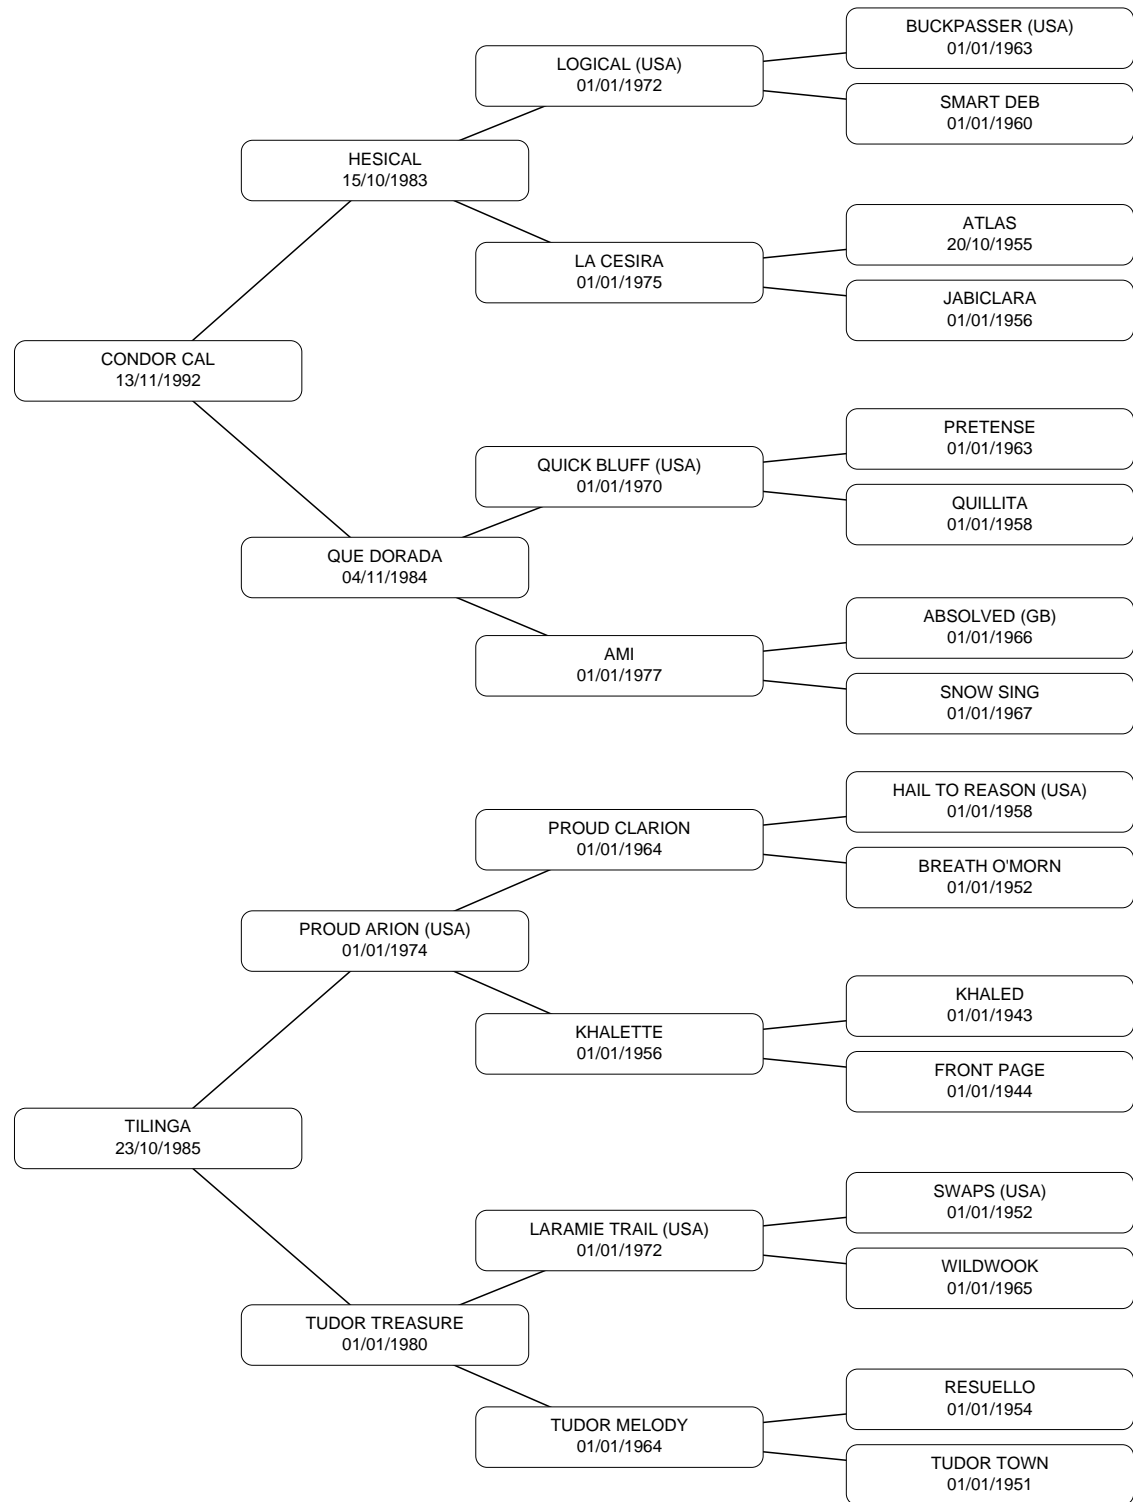 BUCKPASSER (USA)
01/01/1963
LOGICAL (USA)
01/01/1972
SMART DEB
01/01/1960
HESICAL
15/10/1983
ATLAS
20/10/1955
LA CESIRA
01/01/1975
JABICLARA
01/01/1956
CONDOR CAL
13/11/1992
PRETENSE
01/01/1963
QUICK BLUFF (USA)
01/01/1970
QUILLITA
01/01/1958
QUE DORADA
04/11/1984
ABSOLVED (GB)
01/01/1966
AMI
01/01/1977
SNOW SING
01/01/1967
HAIL TO REASON (USA)
01/01/1958
PROUD CLARION
01/01/1964
BREATH O'MORN
01/01/1952
PROUD ARION (USA)
01/01/1974
KHALED
01/01/1943
KHALETTE
01/01/1956
FRONT PAGE
01/01/1944
TILINGA
23/10/1985
SWAPS (USA)
01/01/1952
LARAMIE TRAIL (USA)
01/01/1972
WILDWOOK
01/01/1965
TUDOR TREASURE
01/01/1980
RESUELLO
01/01/1954
TUDOR MELODY
01/01/1964
TUDOR TOWN
01/01/1951